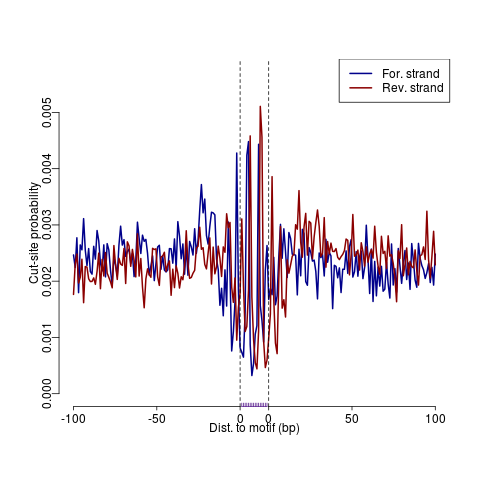 For. strand
Rev. strand
Cut-site probability
0.005
0.004
0.003
0.002
0.001
0.000
-100 -50 0 0 50 100
Dist. to motif (bp)